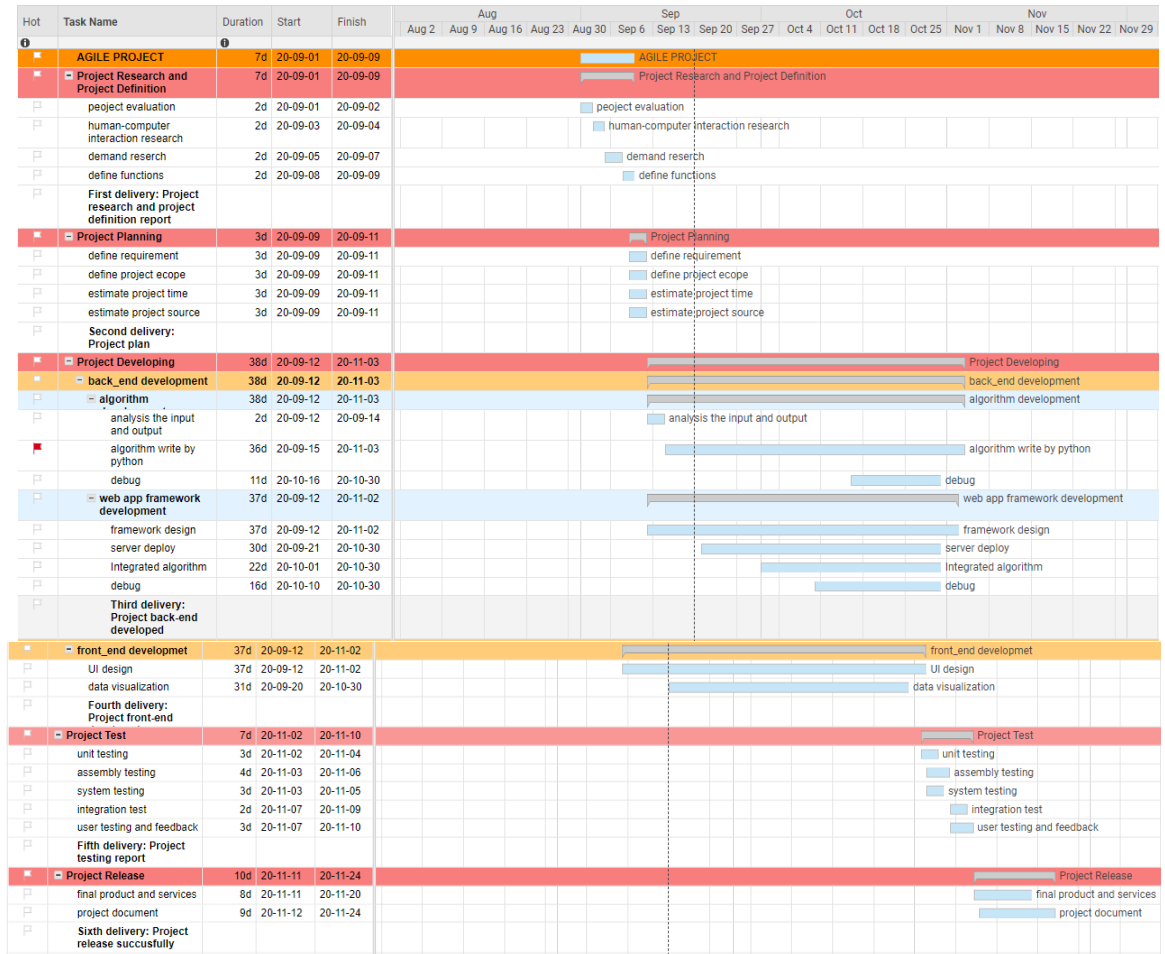 Hot Task Name Duration Start Finish Aug Sep Oct Nov
Aug 2 Aug 9 Aug 16 Aug 23 Aug 30 Sep 6 Sep 13 Sep 20 Sep 27 Oct 4 Oct 11 Oct 18 Oct 25 Nov 1 Nov 8 Nov 15 Nov 22 Nov 29
AGILE PROJECT 7d 20-09-01 20-09-09 AGILE PROJECT
Project Research and 7d 20-09-01 20-09-09 Project Research and Project Definition
Project Definition
peoject evaluation 2d 20-09-01 20-09-02 peoject evaluation
human-computer 2d 20-09-03 20-09-04 human-computer interaction research
interaction research
demand reserch 2d 20-09-05 20-09-07 demand reserch
define functions 2d 20-09-08 20-09-09 define functions
First delivery: Project
research and project
definition report
Project Planning 3d 20-09-09 20-09-11 Project Planning
define requirement 3d 20-09-09 20-09-11 define requirement
define project ecope 3d 20-09-09 20-09-11 define project ecope
estimate project time 3d 20-09-09 20-09-11 estimate project time
estimate project source 3d 20-09-09 20-09-11 estimate project source
Second delivery:
Project plan
Project Developing 38d 20-09-12 20-11-03 Project Developing
back_end development 38d 20-09-12 20-11-03 back_end development
algorithm 38d 20-09-12 20-11-03 algorithm development
analysis the input 2d 20-09-12 20-09-14 analysis the input and output
and output
algorithm write by 36d 20-09-15 20-11-03 algorithm write by python
python
debug 11d 20-10-16 20-10-30 debug
web app framework 37d 20-09-12 20-11-02 web app framework development
development
framework design 37d 20-09-12 20-11-02 framework design
server deploy 30d 20-09-21 20-10-30 server deploy
Integrated algorithm 22d 20-10-01 20-10-30 Integrated algorithm
debug 16d 20-10-10 20-10-30 debug
Third delivery:
Project back-end
developed
front_end developmet 37d 20-09-12 20-11-02 front_end developmet
UI design 37d 20-09-12 20-11-02 UI design
data visualization 31d 20-09-20 20-10-30 data visualization
Fourth delivery:
Project front-end
Project Test 7d 20-11-02 20-11-10 Project Test
unit testing 3d 20-11-02 20-11-04 unit testing
assembly testing 4d 20-11-03 20-11-06 assembly testing
system testing 3d 20-11-03 20-11-05 system testing
integration test 2d 20-11-07 20-11-09 integration test
user testing and feedback 3d 20-11-07 20-11-10 user testing and feedback
Fifth delivery: Project
testing report
Project Release 10d 20-11-11 20-11-24 Project Release
final product and services 8d 20-11-11 20-11-20 final product and services
project document 9d 20-11-12 20-11-24 project document
Sixth delivery: Project
release succusfully